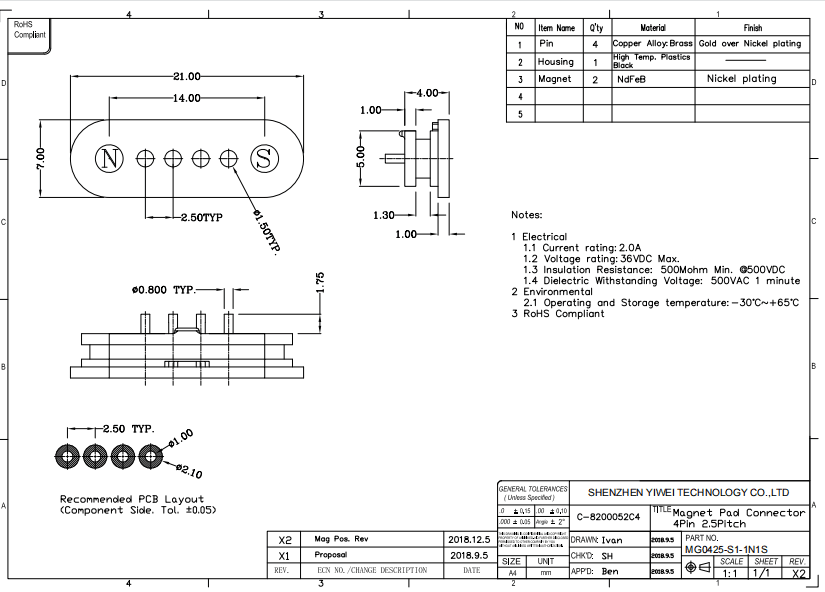 4
3
2
1
RoHS
Compliant
NO Item Name Q'ty Material Finish
1 Pin 4 Copper Alloy:Brass Gold over Nickel plating
2 Housing 1 High Temp. Plastics Black
3 Magnet 2 NdFeB Nickel plating
4
5
D
D
21.00
14.00
7.00
N
S
2.50TYP
ø1.50TYP.
4.00
1.00
5.00
1.30
1.00
C
C
Notes:
1 Electrical
1.1 Current rating: 2.0A
1.2 Voltage rating: 36VDC Max.
1.3 Insulation Resistance: 500Mohm Min. @500VDC
1.4 Dielectric Withstanding Voltage: 500VAC 1 minute
2 Environmental
2.1 Operating and Storage temperature: -30℃~+65℃
3 RoHS Compliant
ø0.800 TYP.
1.75
B
B
2.50 TYP.
ø1.00
ø2.10
Recommended PCB Layout
(Component Side. Tol. ±0.05)
A
A
GENERAL TOLERANCES
( Unless Specified )
.0 ± 0,15 .00 ± 0,10
.000 ± 0.05 Angle ± 2°
SIZE UNIT
A4 mm
SHENZHEN YIWEI TECHNOLOGY CO.,LTD
C-8200052C4
TITLE Magnet Pad Connector
4Pin 2.5Pitch
DRAWN: Ivan 2018.9.5
CHK'D: SH 2018.9.5
APP'D: Ben 2018.9.5
PART NO.
MG0425-S1-1N1S
SCALE SHEET REV.
1:1 1/1 X2
X2 Mag Pos. Rev 2018.12.5
X1 Proposal 2018.9.5
REV. ECN NO. /CHANGE DESCRIPTION DATE
4
3
2
1